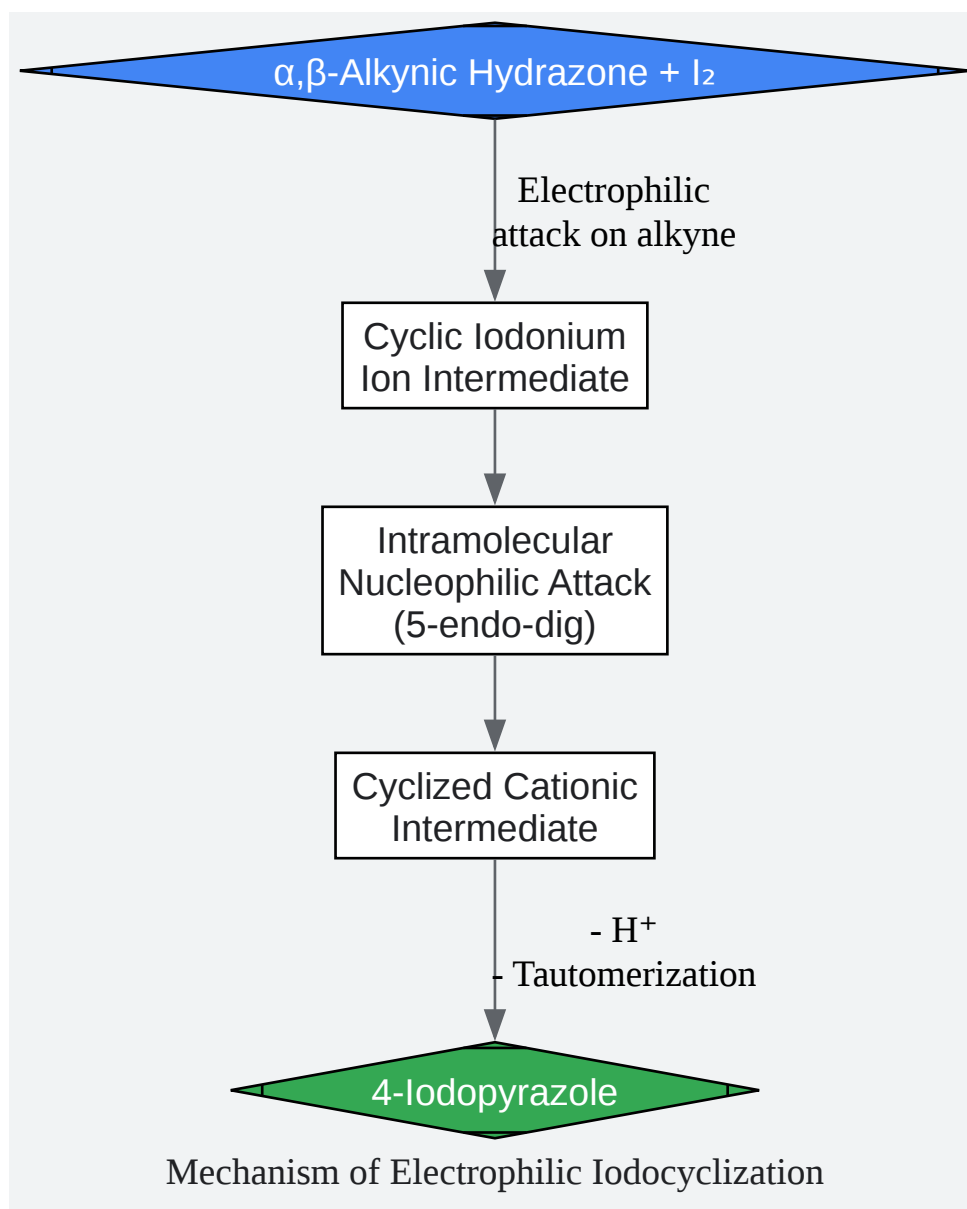 α,β-Alkynic Hydrazone + I₂
Electrophilic
attack on alkyne
Cyclic Iodonium
Ion Intermediate
Intramolecular
Nucleophilic Attack
(5-endo-dig)
Cyclized Cationic
Intermediate
- H⁺
- Tautomerization
4-Iodopyrazole
Mechanism of Electrophilic Iodocyclization